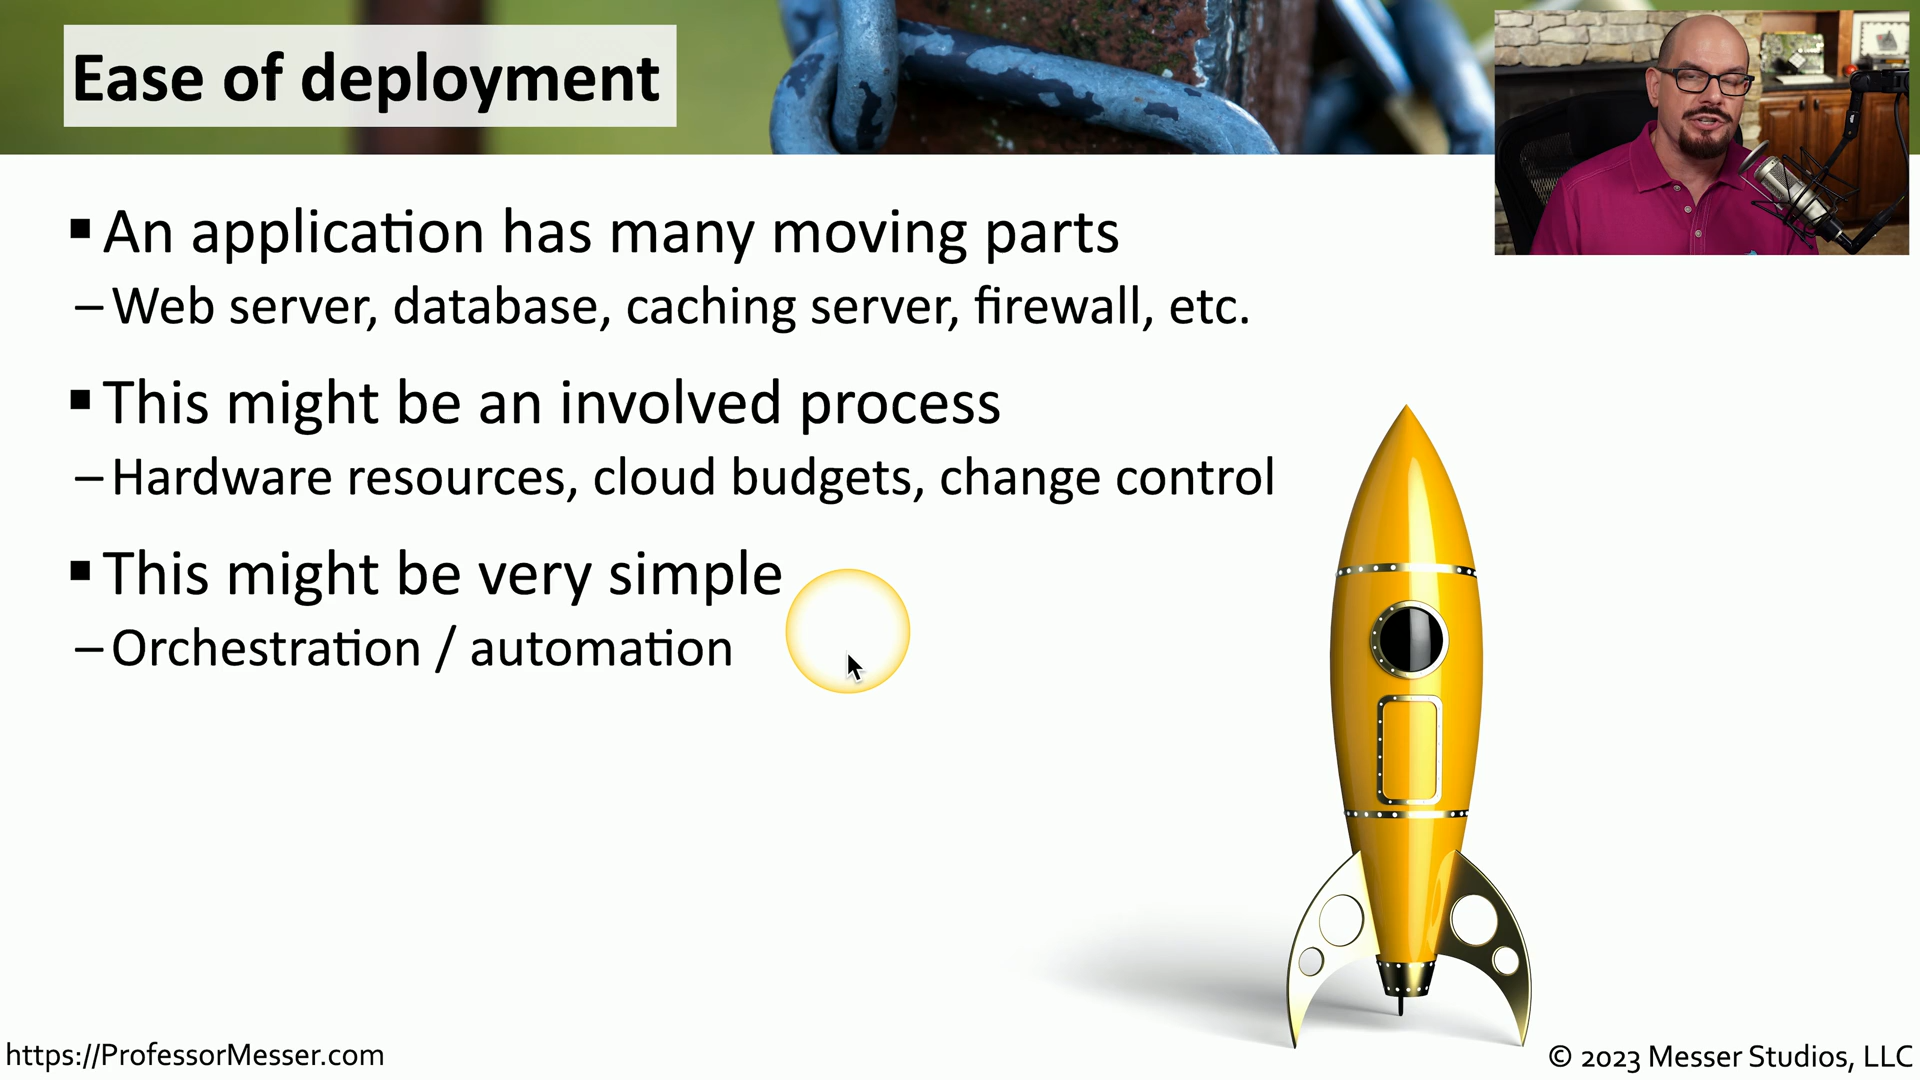 Ease of deployment
▪ An application has many moving parts
– Web server, database, caching server, firewall, etc.
▪ This might be an involved process
– Hardware resources, cloud budgets, change control
▪ This might be very simple
– Orchestration / automation
https://ProfessorMesser.com
© 2023 Messer Studios, LLC